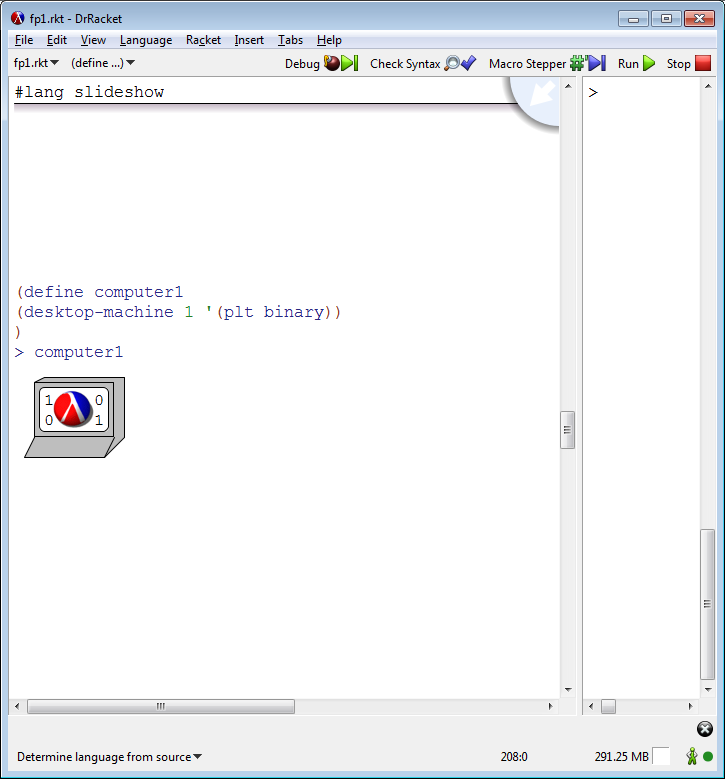 fp1.rkt - DrRacket
File Edit View Language Racket Insert Tabs Help
fp1.rkt (define ...) Debug Check Syntax Macro Stepper Run Stop
#lang slideshow
>
(define computer1
(desktop-machine 1 '(plt binary))
)
> computer1
1 0
0 1
Determine language from source 208:0 291.25 MB